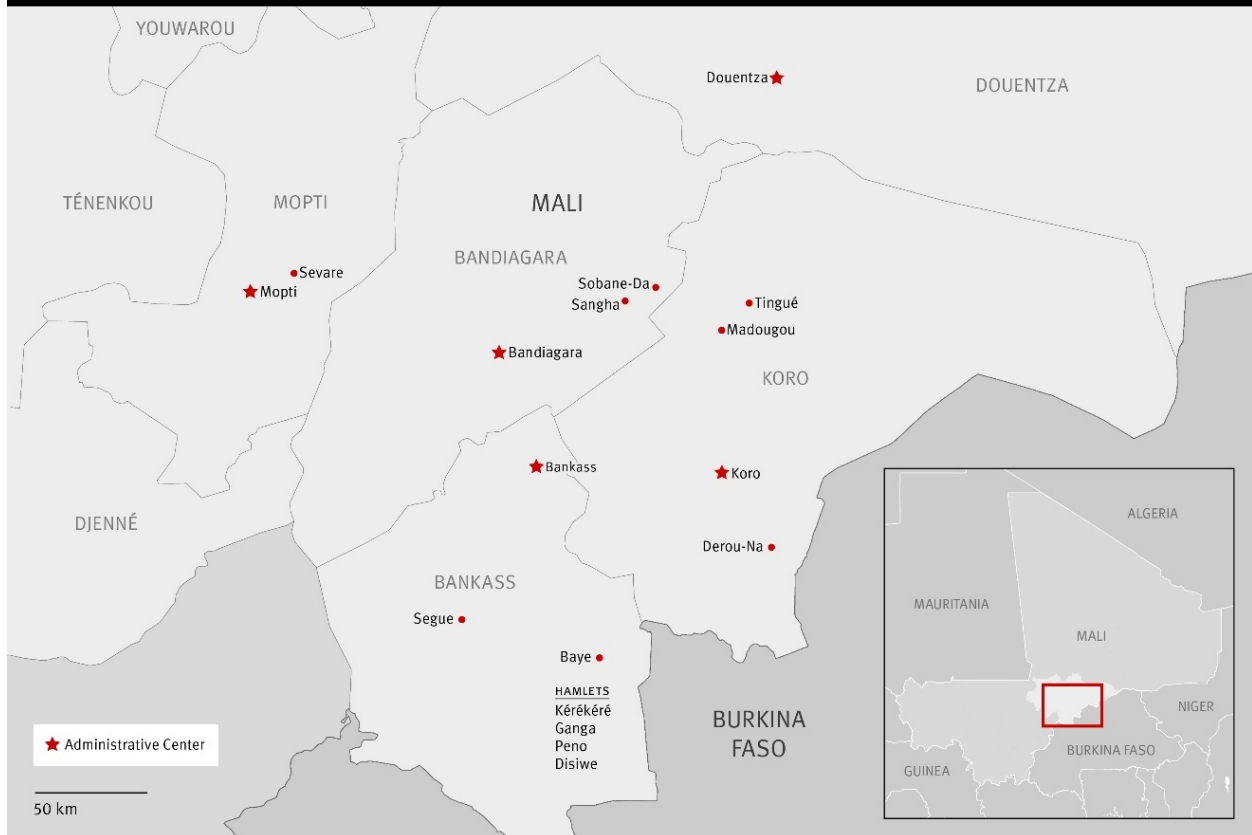 YOUWAROU
Douentza
DOUENTZA
TÉNENKOU
MOPTI
MALI
BANDIAGARA
Sevare
Mopti
Sobane-Da
Sangha
Tingué
Madougou
Bandiagara
KORO
Bankass
Koro
DJENNÉ
Derou-Na
BANKASS
Segue
Baye
HAMLETS
Kérékéré
Ganga
Peno
Disiwe
BURKINA
FASO
Administrative Center
50 km
ALGERIA
MAURITANIA
MALI
NIGER
BURKINA FASO
GUINEA